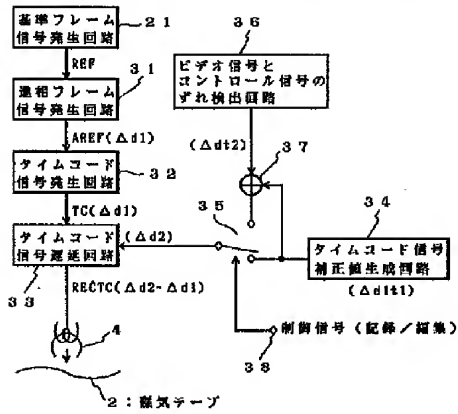 基準フレーム
信号発生回路
21
REF
進相フレーム
信号発生回路
31
AREF(Δd1)
タイムコード
信号発生回路
32
TC(Δd1)
タイムコード
信号遅延回路
33
(Δd2)
RECTC(Δd2-Δd1)
4
2：磁気テープ
36
ビデオ信号と
コントロール信号の
ずれ検出回路
(Δdt2)
37
35
34
タイムコード信号
補正値生成回路
(Δdlt1)
制御信号(記録／編集)
38